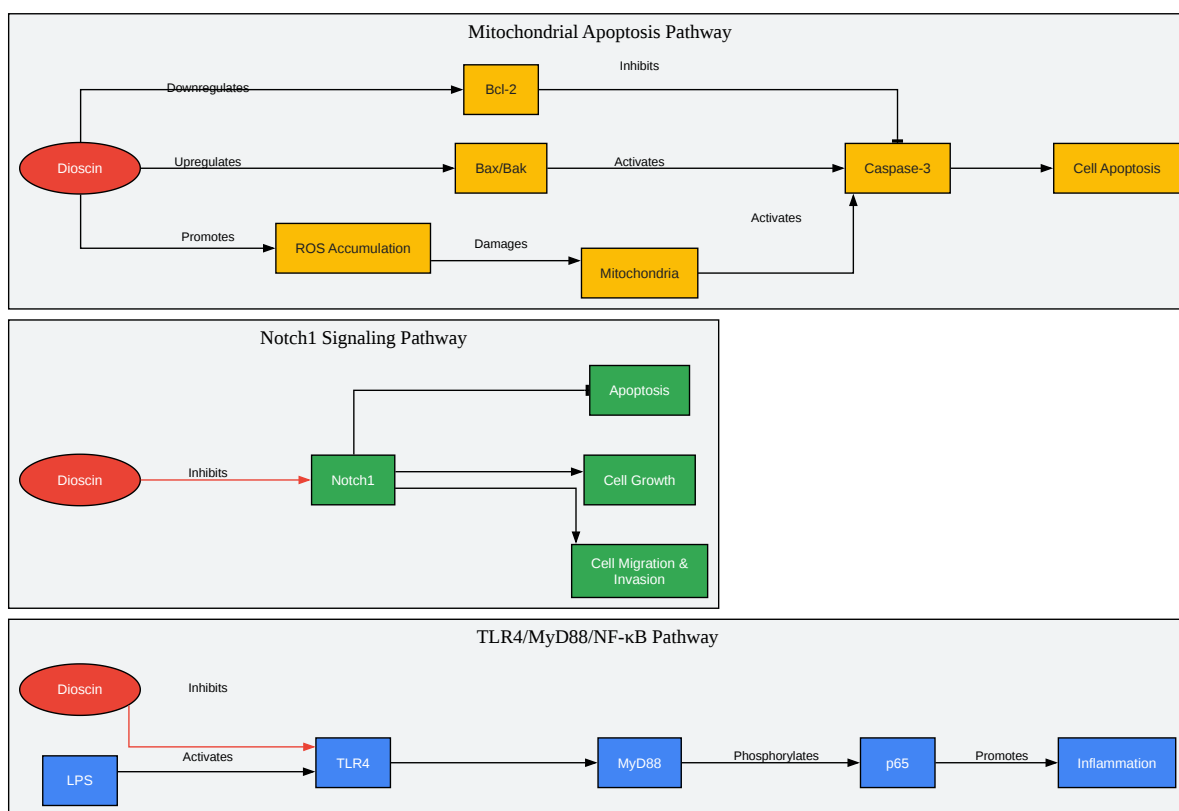 Mitochondrial Apoptosis Pathway
Inhibits
Downregulates
Bcl-2
Dioscin
Upregulates
Bax/Bak
Activates
Caspase-3
Cell Apoptosis
Activates
Promotes
ROS Accumulation
Damages
Mitochondria
Notch1 Signaling Pathway
Apoptosis
Dioscin
Inhibits
Notch1
Cell Growth
Cell Migration &
Invasion
TLR4/MyD88/NF-κB Pathway
Dioscin
Inhibits
LPS
Activates
TLR4
MyD88
Phosphorylates
p65
Promotes
Inflammation